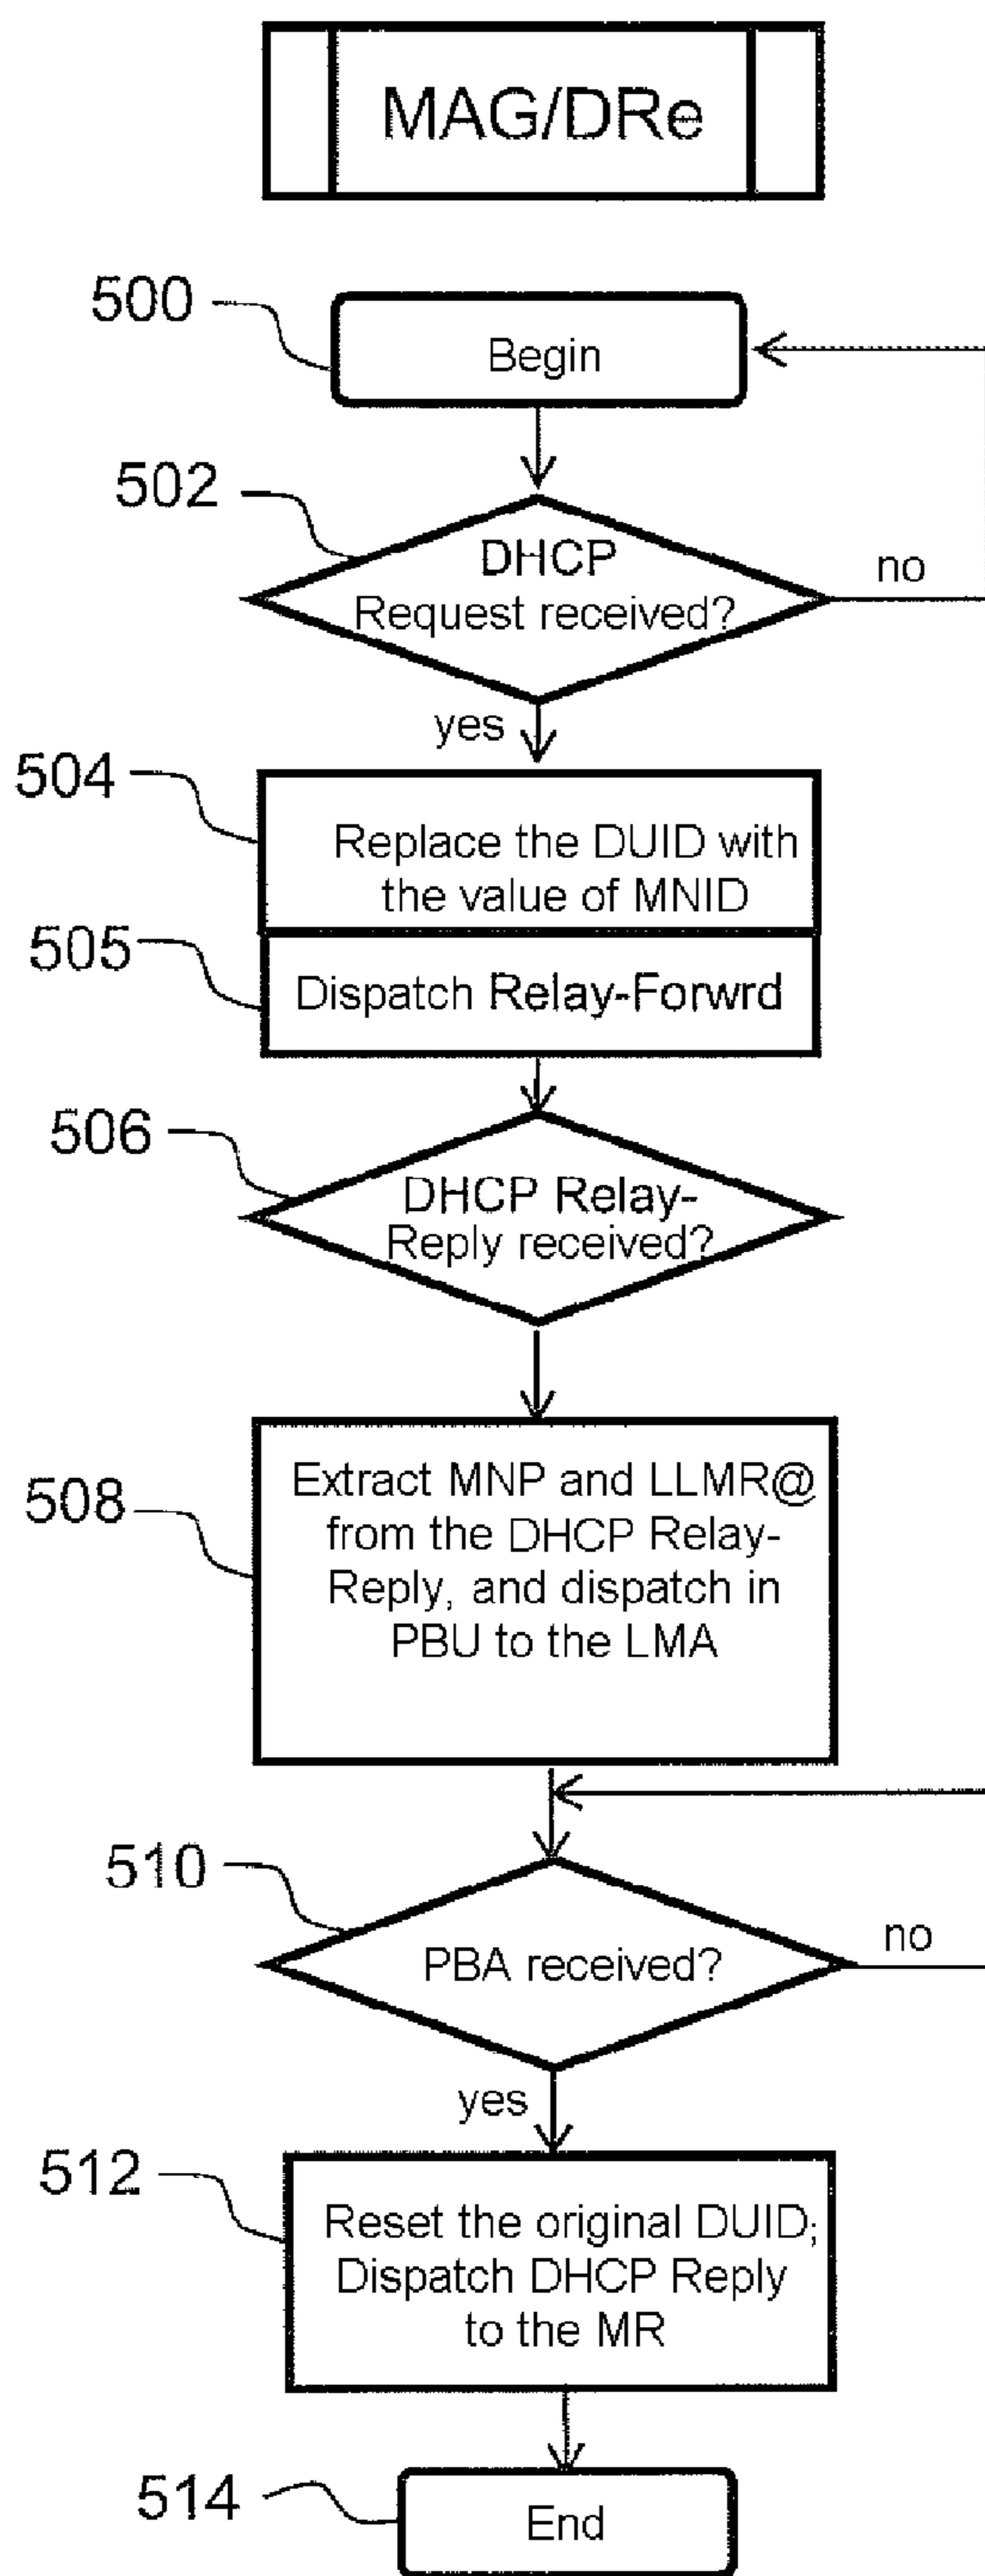 MAG/DRe
500
Begin
502
DHCP
Request received?
no
yes
504
Replace the DUID with
the value of MNID
505
Dispatch Relay-Forwrd
506
DHCP Relay-
Reply received?
508
Extract MNP and LLMR@
from the DHCP Relay-
Reply, and dispatch in
PBU to the LMA
510
PBA received?
no
yes
512
Reset the original DUID;
Dispatch DHCP Reply
to the MR
514
End